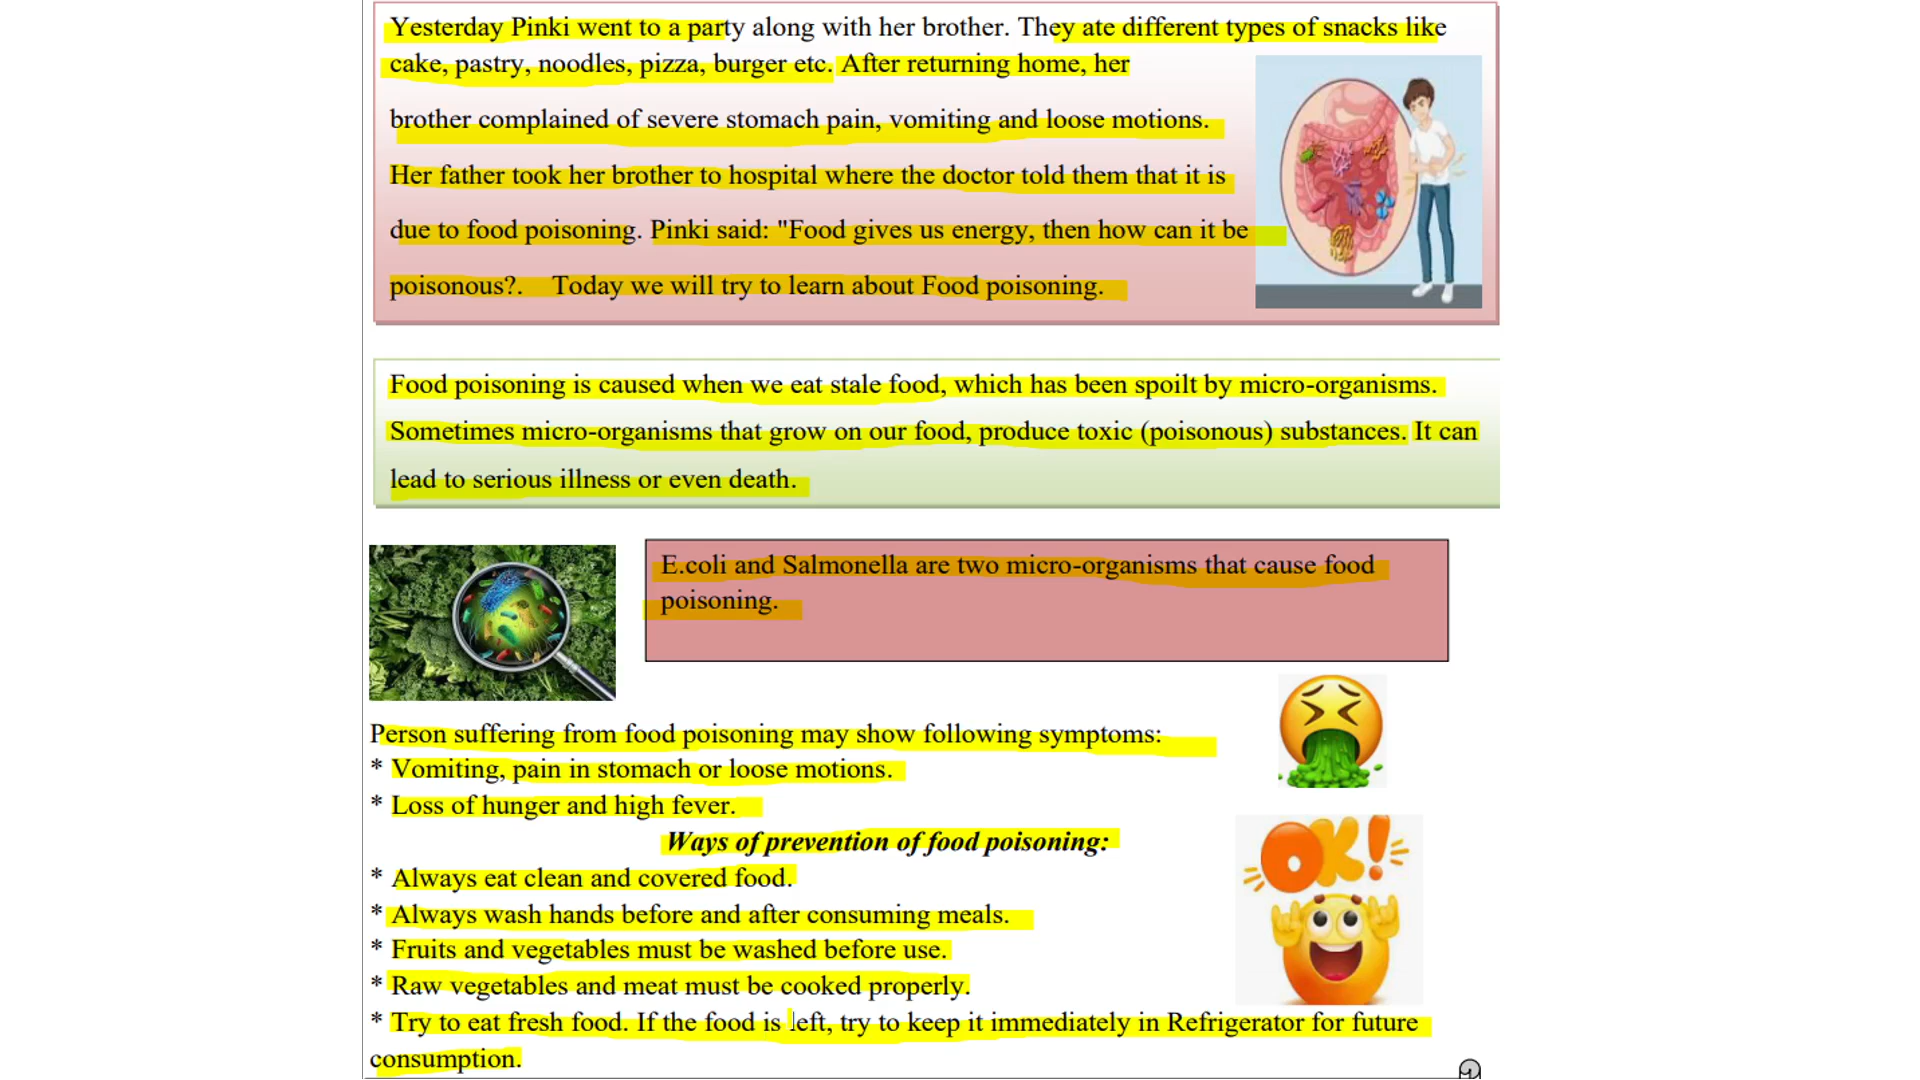 Yesterday Pinki went to a party along with her brother. They ate different types of snacks like
cake, pastry, noodles, pizza, burger etc. After returning home, her
brother complained of severe stomach pain, vomiting and loose motions.
Her father took her brother to hospital where the doctor told them that it is
due to food poisoning. Pinki said: "Food gives us energy, then how can it be
poisonous?. Today we will try to learn about Food poisoning.
Food poisoning is caused when we eat stale food, which has been spoilt by micro-organisms.
Sometimes micro-organisms that grow on our food, produce toxic (poisonous) substances. It can
lead to serious illness or even death.
E.coli and Salmonella are two micro-organisms that cause food
poisoning.
Person suffering from food poisoning may show following symptoms:
* Vomiting, pain in stomach or loose motions.
* Loss of hunger and high fever.
Ways of prevention of food poisoning:
* Always eat clean and covered food.
OK!
* Always wash hands before and after consuming meals.
* Fruits and vegetables must be washed before use.
* Raw vegetables and meat must be cooked properly.
* Try to eat fresh food. If the food is left, try to keep it immediately in Refrigerator for future
consumption.